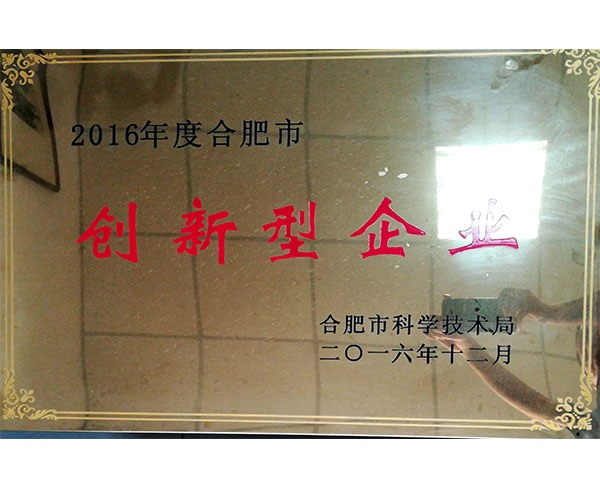 2016年度合肥市
创新型企业
合肥市科学技术局
二〇一六年十二月